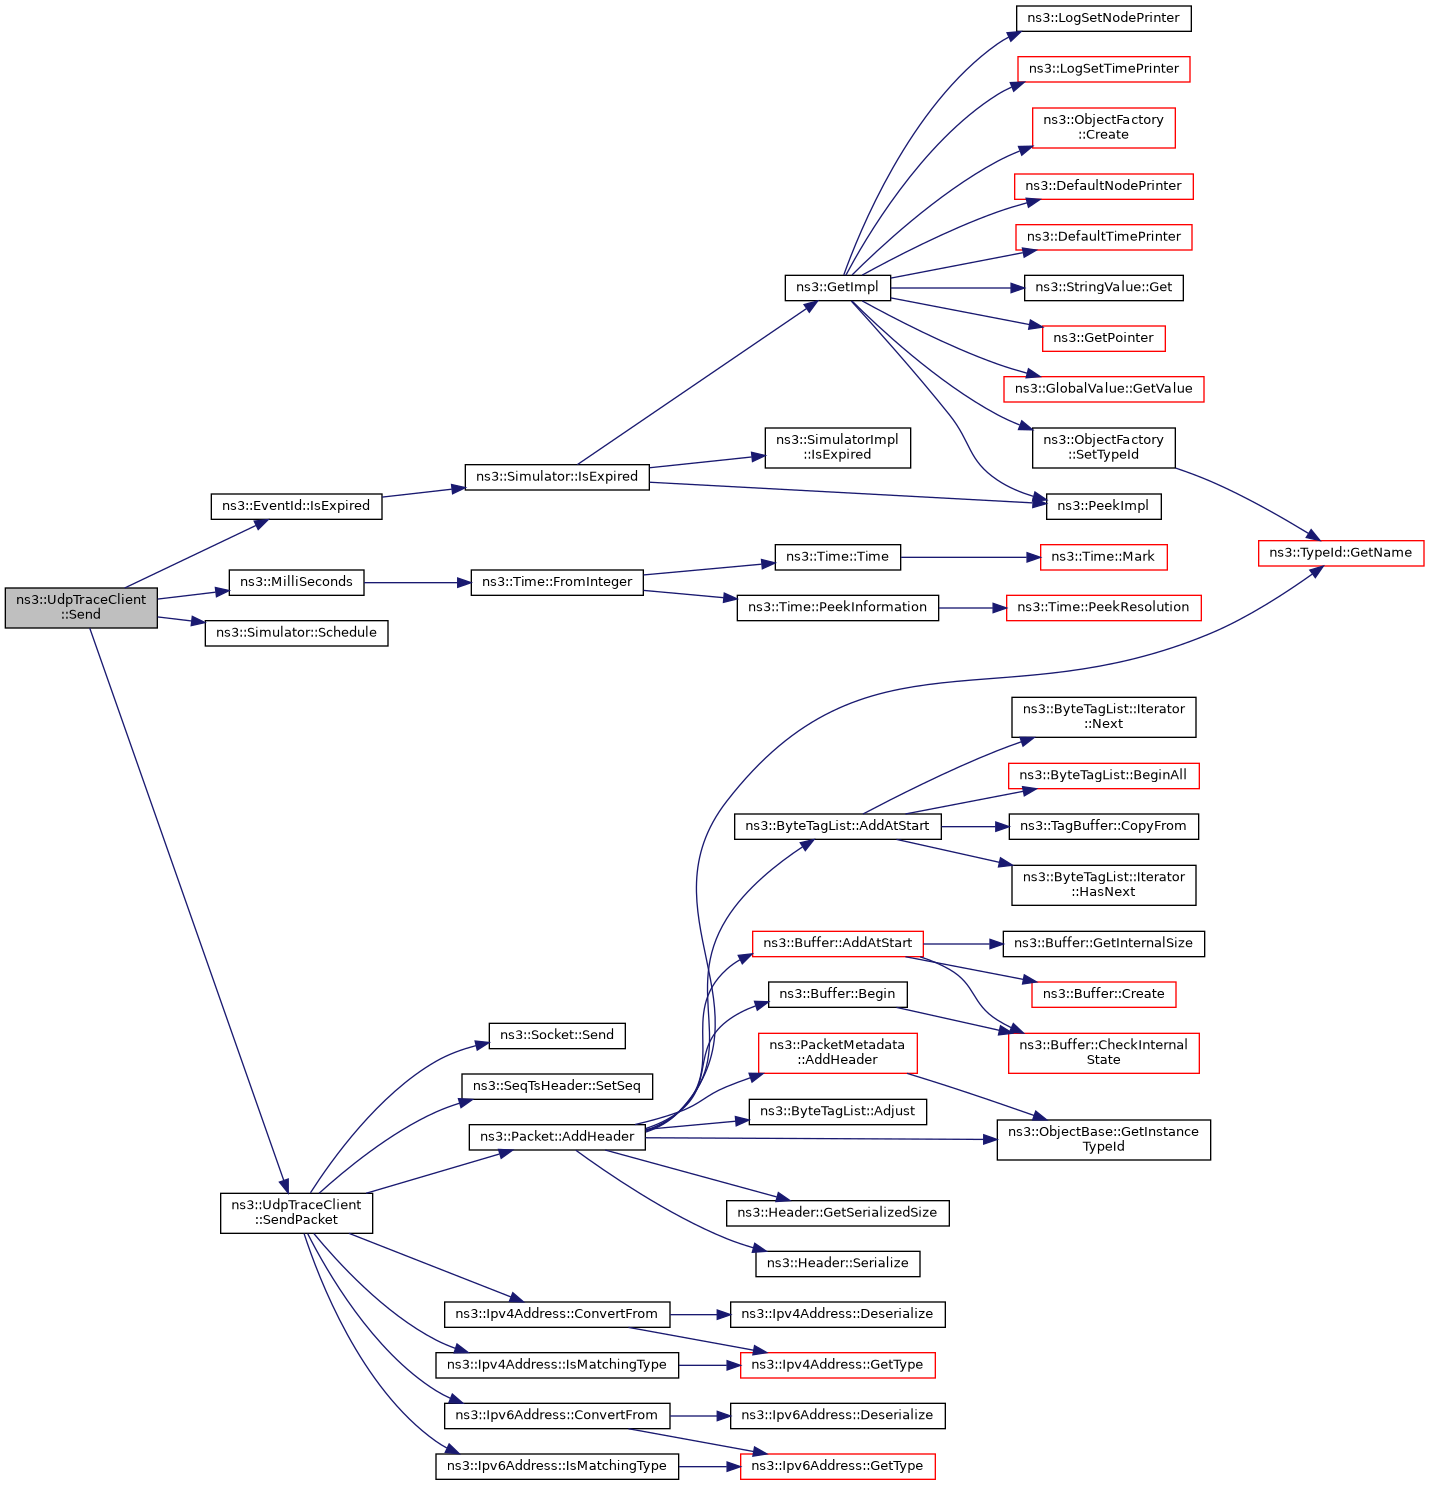 ns3::LogSetNodePrinter
ns3::LogSetTimePrinter
ns3::ObjectFactory
::Create
ns3::DefaultNodePrinter
ns3::DefaultTimePrinter
ns3::GetImpl
ns3::StringValue::Get
ns3::GetPointer
ns3::GlobalValue::GetValue
ns3::SimulatorImpl
::IsExpired
ns3::ObjectFactory
::SetTypeId
ns3::Simulator::IsExpired
ns3::EventId::IsExpired
ns3::PeekImpl
ns3::TypeId::GetName
ns3::Time::Time
ns3::Time::Mark
ns3::MilliSeconds
ns3::Time::FromInteger
ns3::UdpTraceClient
::Send
ns3::Time::PeekInformation
ns3::Time::PeekResolution
ns3::Simulator::Schedule
ns3::ByteTagList::Iterator
::Next
ns3::ByteTagList::BeginAll
ns3::ByteTagList::AddAtStart
ns3::TagBuffer::CopyFrom
ns3::ByteTagList::Iterator
::HasNext
ns3::Buffer::AddAtStart
ns3::Buffer::GetInternalSize
ns3::Buffer::Begin
ns3::Buffer::Create
ns3::Socket::Send
ns3::PacketMetadata
::AddHeader
ns3::Buffer::CheckInternal
State
ns3::SeqTsHeader::SetSeq
ns3::ByteTagList::Adjust
ns3::Packet::AddHeader
ns3::ObjectBase::GetInstance
TypeId
ns3::UdpTraceClient
::SendPacket
ns3::Header::GetSerializedSize
ns3::Header::Serialize
ns3::Ipv4Address::ConvertFrom
ns3::Ipv4Address::Deserialize
ns3::Ipv4Address::IsMatchingType
ns3::Ipv4Address::GetType
ns3::Ipv6Address::ConvertFrom
ns3::Ipv6Address::Deserialize
ns3::Ipv6Address::IsMatchingType
ns3::Ipv6Address::GetType